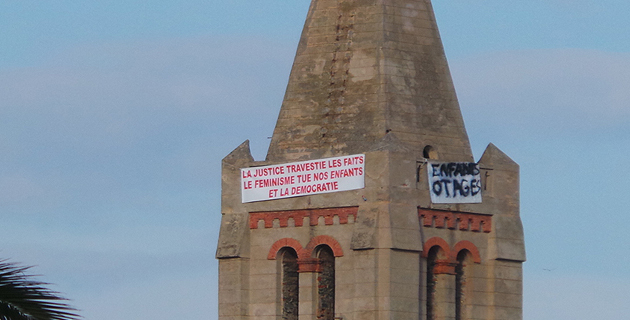 LA JUSTICE TRAVESTIE LES FAITS
LE FEMINISME TUE NOS ENFANTS
ET LA DEMOCRATIE
ENFANTS
OTAGES